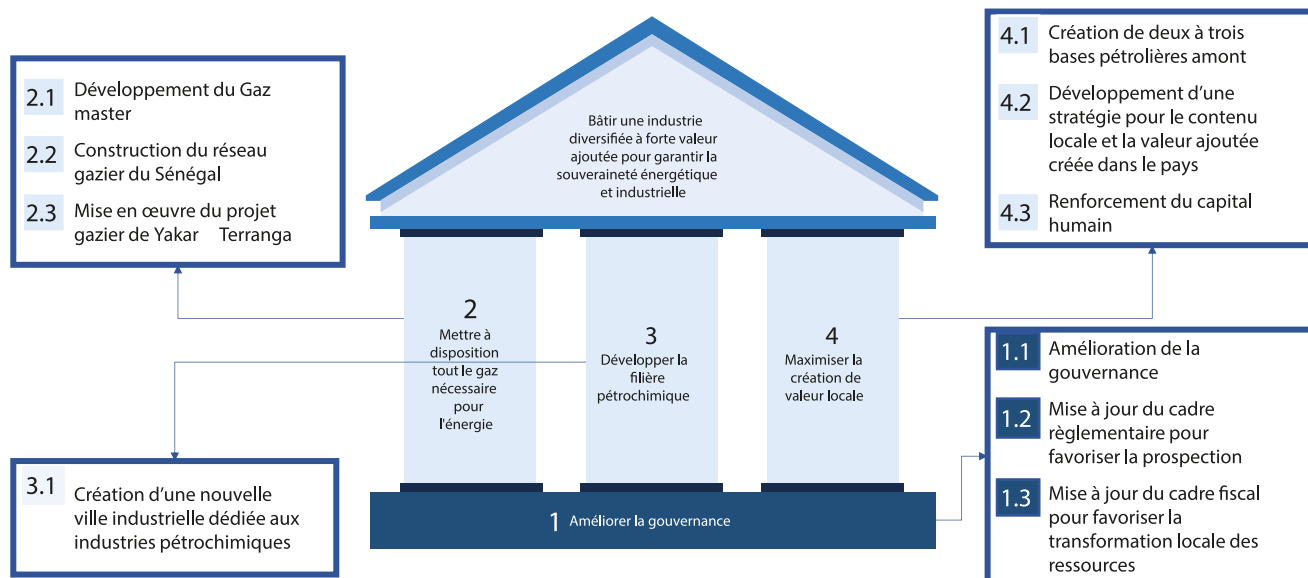 2.1 Développement du Gaz
master
2.2 Construction du réseau
gazier du Sénégal
2.3 Mise en œuvre du projet
gazier de Yakar Terranga
Bâtir une industrie
diversifiée à forte valeur
ajoutée pour garantir la
souveraineté énergétique
et industrielle
4.1 Création de deux à trois
bases pétrolières amont
4.2 Développement d'une
stratégie pour le contenu
locale et la valeur ajoutée
créée dans le pays
4.3 Renforcement du capital
humain
2
Mettre à
disposition
tout le gaz
nécessaire
pour
l'énergie
3
Développer la
filière
pétrochimique
4
Maximiser la
création de
valeur locale
3.1 Création d'une nouvelle
ville industrielle dédiée aux
industries pétrochimiques
1 Améliorer la gouvernance
1.1 Amélioration de la
gouvernance
1.2 Mise à jour du cadre
règlementaire pour
favoriser la prospection
1.3 Mise à jour du cadre fiscal
pour favoriser la
transformation locale des
ressources